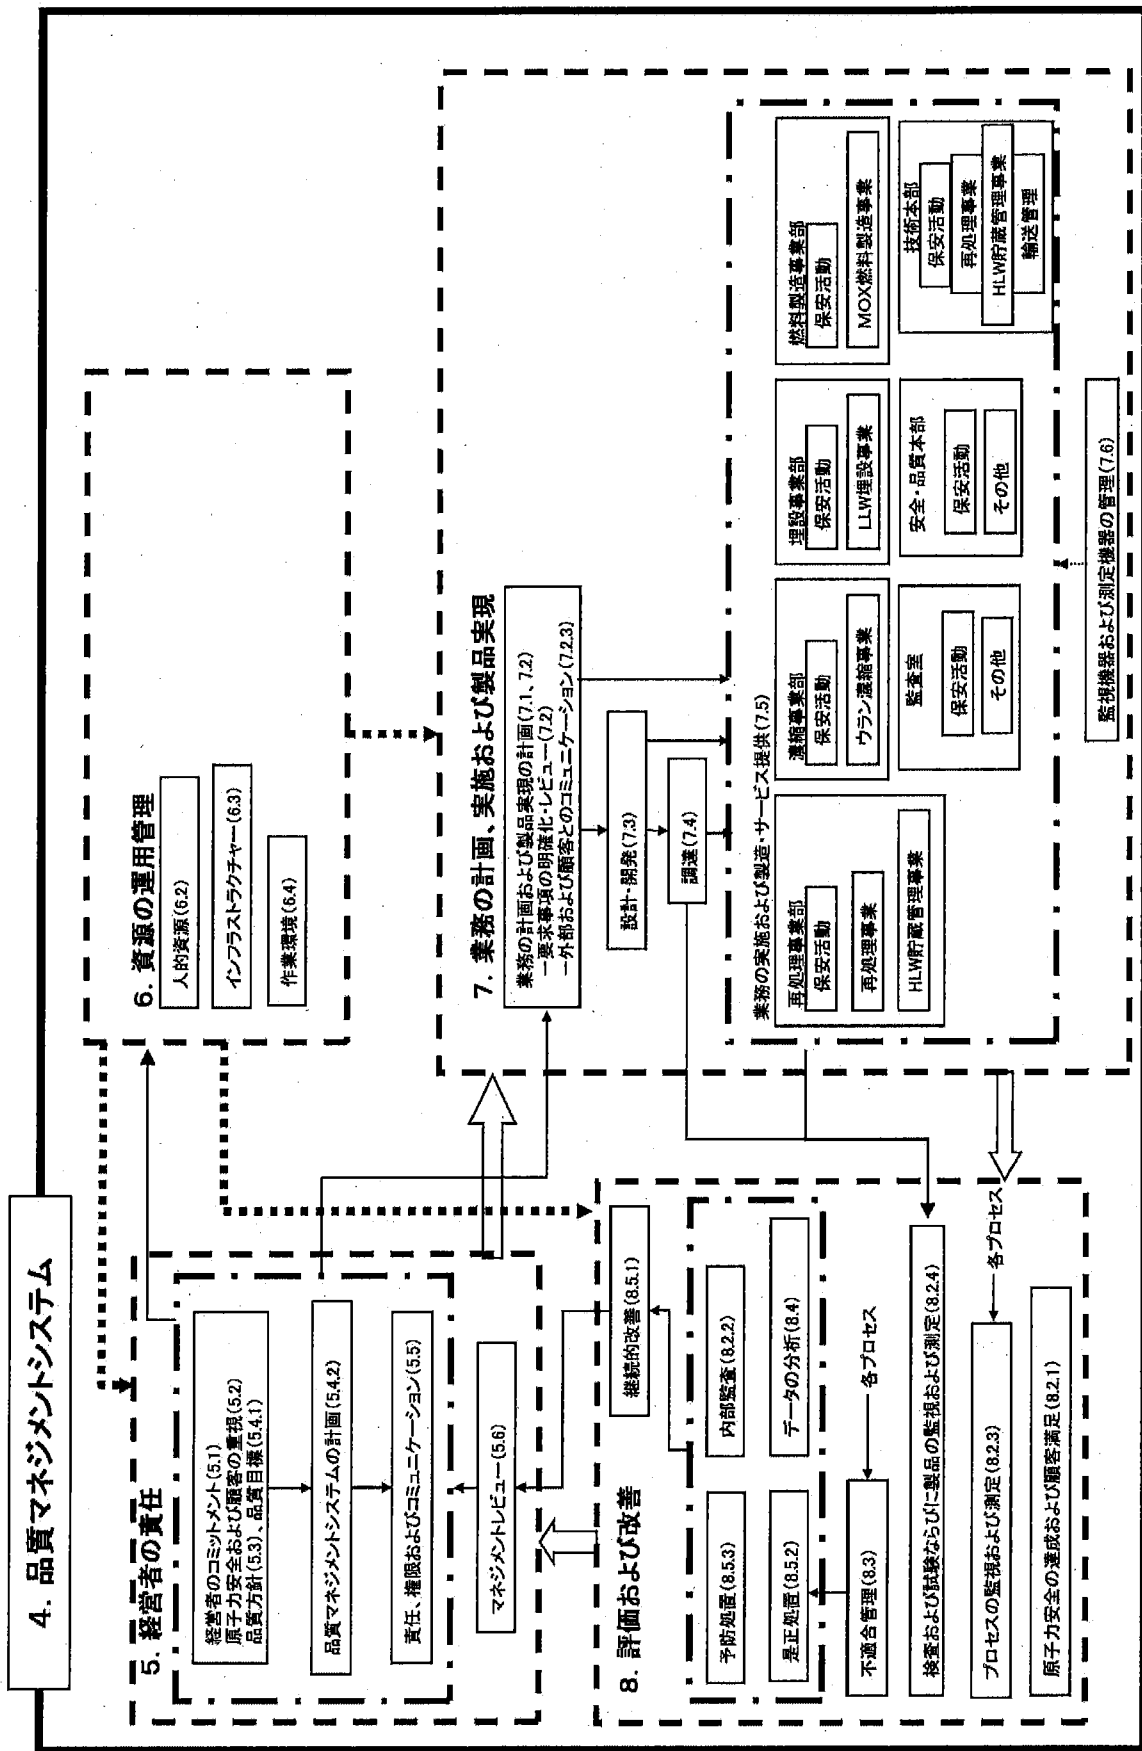 4. 品質マネジメントシステム
5. 経営者の責任
経営者のコミットメント(5.1)
原子力安全および顧客の重視(5.2)
品質方針(5.3)、品質目標(5.4.1)
品質マネジメントシステムの計画(5.4.2)
責任、権限およびコミュニケーション(5.5)
マネジメントレビュー(5.6)
6. 資源の運用管理
人的資源(6.2)
インフラストラクチャー(6.3)
作業環境(6.4)
7. 業務の計画、実施および製品実現
業務の計画および製品実現の計画(7.1、7.2)
ー要求事項の明確化・レビュー(7.2)
ー外部および顧客とのコミュニケーション(7.2.3)
設計・開発(7.3)
調達(7.4)
業務の実施および製造・サービス提供(7.5)
再処理事業部
保安活動
再処理事業
HLW貯蔵管理事業
濃縮事業部
保安活動
ウラン濃縮事業
埋設事業部
保安活動
LLW埋設事業
燃料製造事業部
保安活動
MOX燃料製造事業
監査室
保安活動
その他
安全・品質本部
保安活動
その他
技術本部
保安活動
再処理事業
HLW貯蔵管理事業
輸送管理
監視機器および測定機器の管理(7.6)
8. 評価および改善
継続的改善(8.5.1)
予防処置(8.5.3)
内部監査(8.2.2)
是正処置(8.5.2)
データの分析(8.4)
不適合管理(8.3)
各プロセス
検査および試験ならびに製品の監視および測定(8.2.4)
プロセスの監視および測定(8.2.3)
各プロセス
原子力安全の達成および顧客満足(8.2.1)